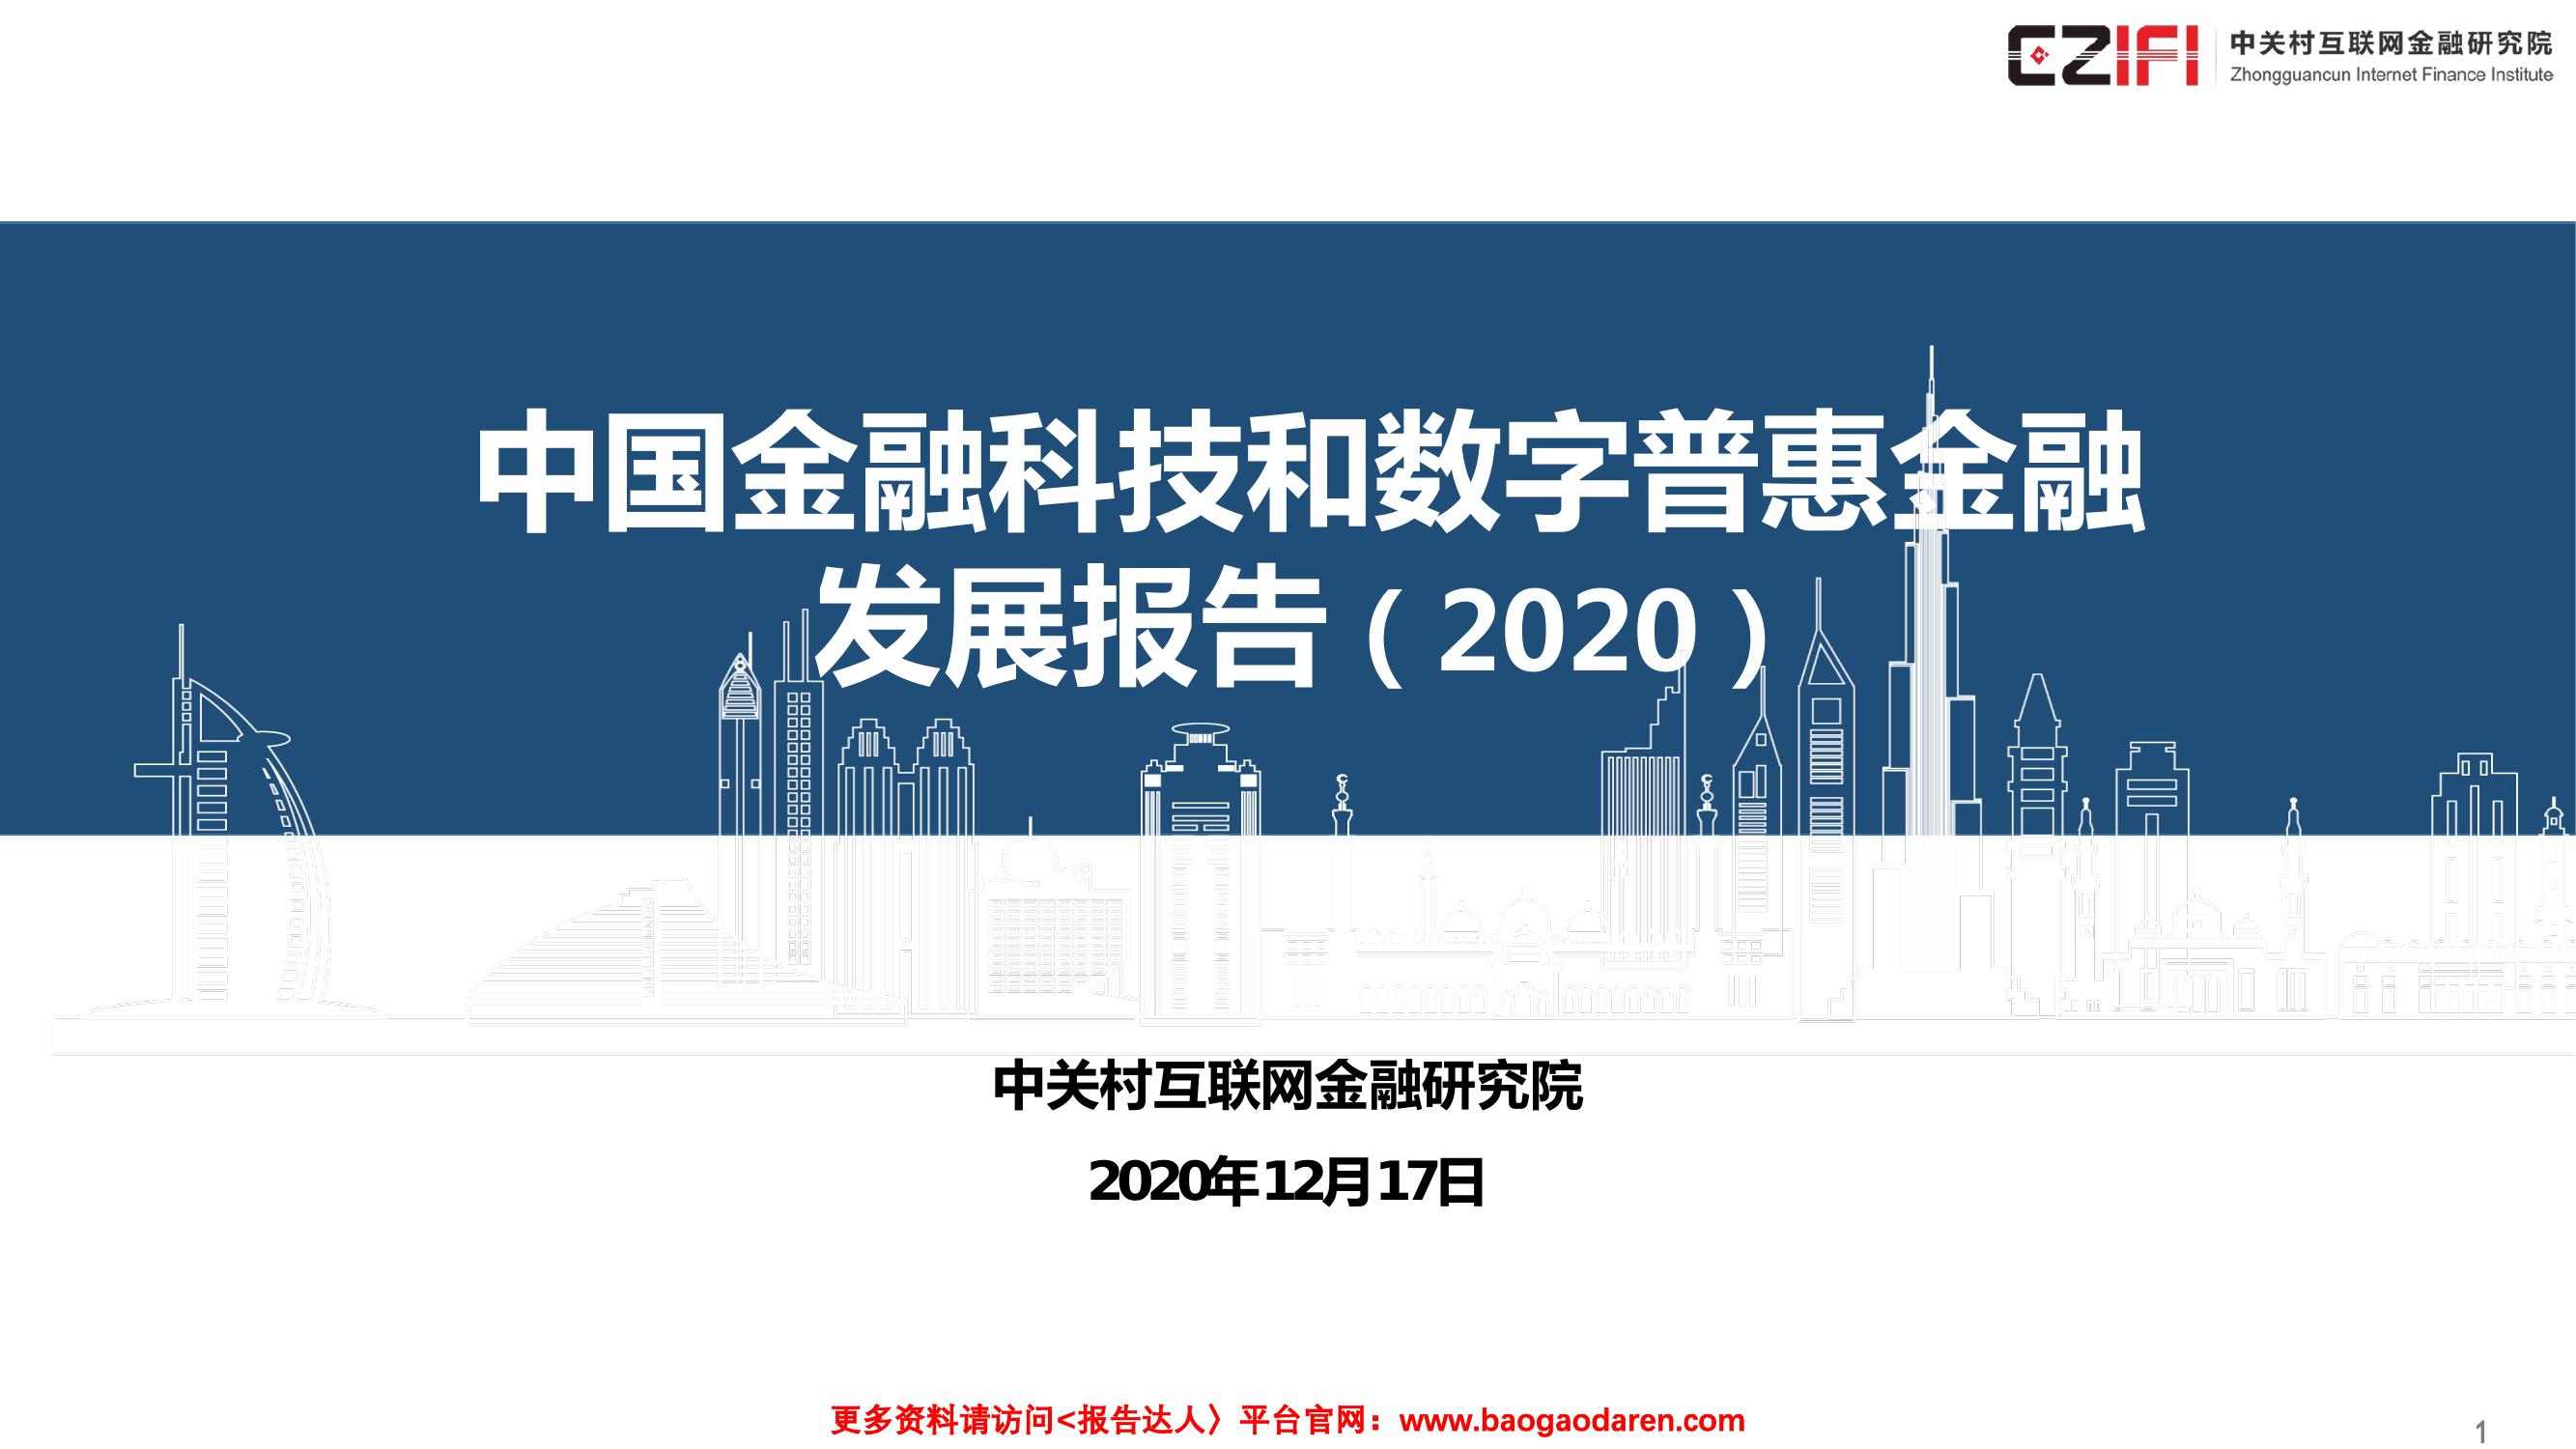 CZIFI
中关村互联网金融研究院
Zhongguancun Internet Finance Institute
中国金融科技和数字普惠金融
发展报告（2020）
中关村互联网金融研究院
2020年12月17日
更多资料请访问<报告达人〉平台官网：www.baogaodaren.com
1